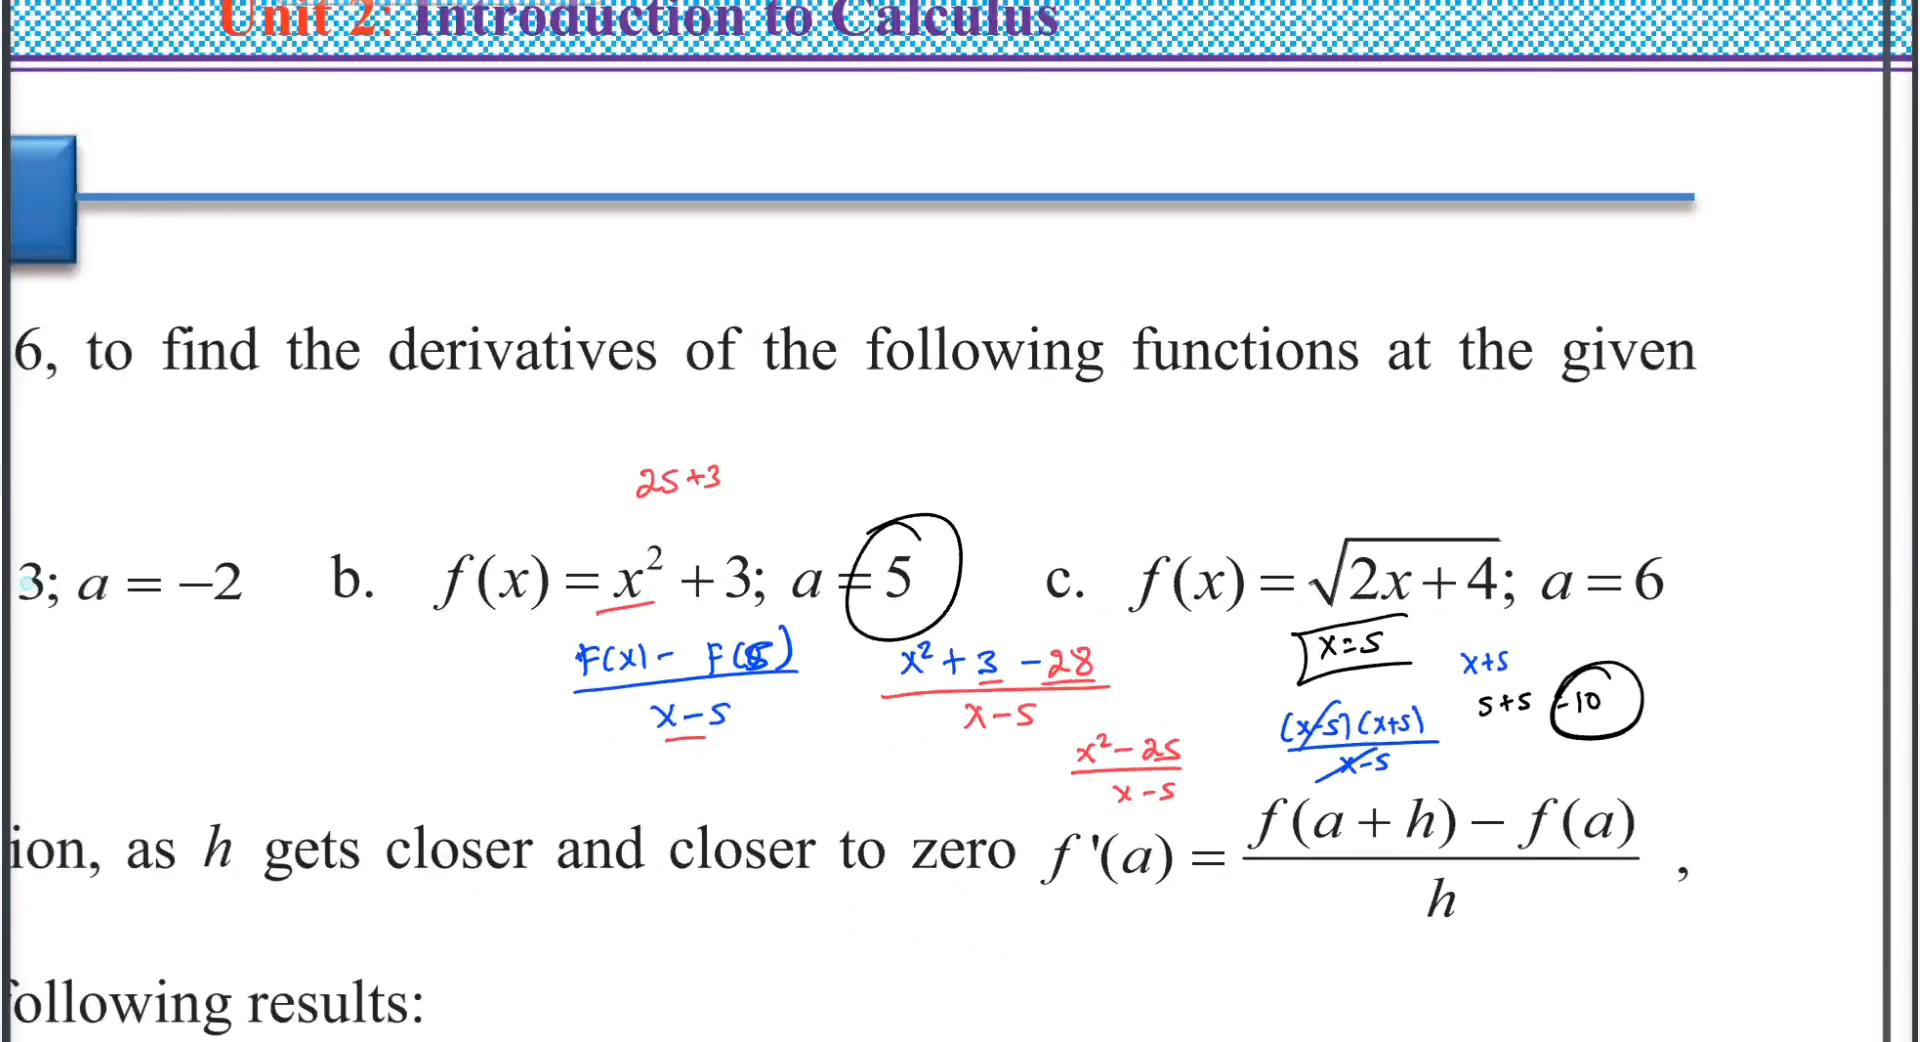 Unit 2: Introduction to Calculus
6, to find the derivatives of the following functions at the given
25+3
3; a = −2 b. f(x) = x² + 3; a = 5 c. f(x) = √(2x+4); a = 6
x=5
F(x) - F(5) / x-5
x²+3-28 / x-5
x+5
5+5 =10
(x-5)(x+5) / x-5
x²-25 / x-5
ion, as h gets closer and closer to zero f'(a) = f(a+h) − f(a) / h ,
ollowing results: